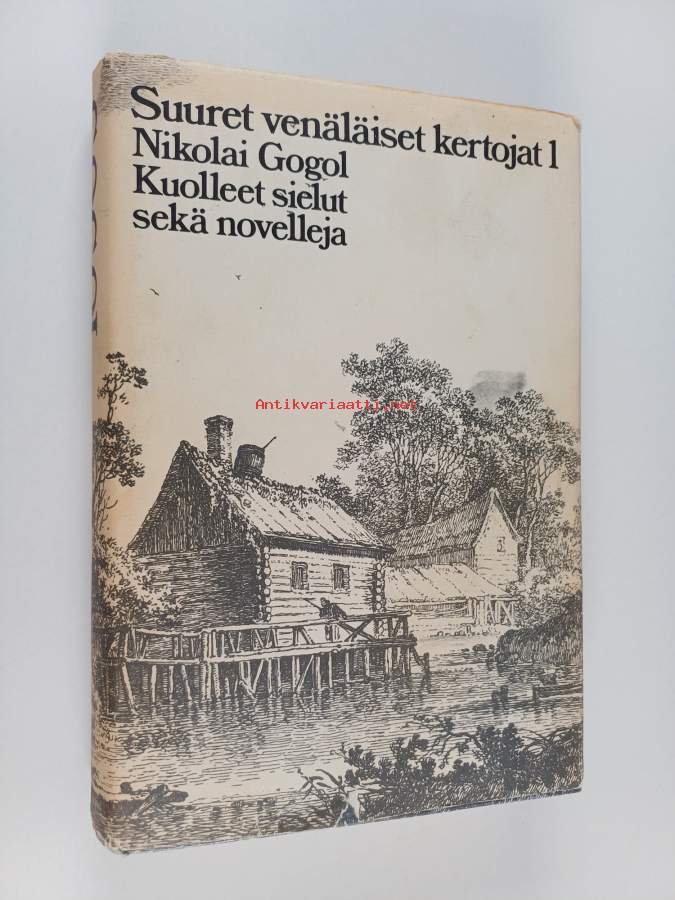 Suuret venäläiset kertojat 1
Nikolai Gogol
Kuolleet sielut
sekä novelleja
Antikvariaatti.net